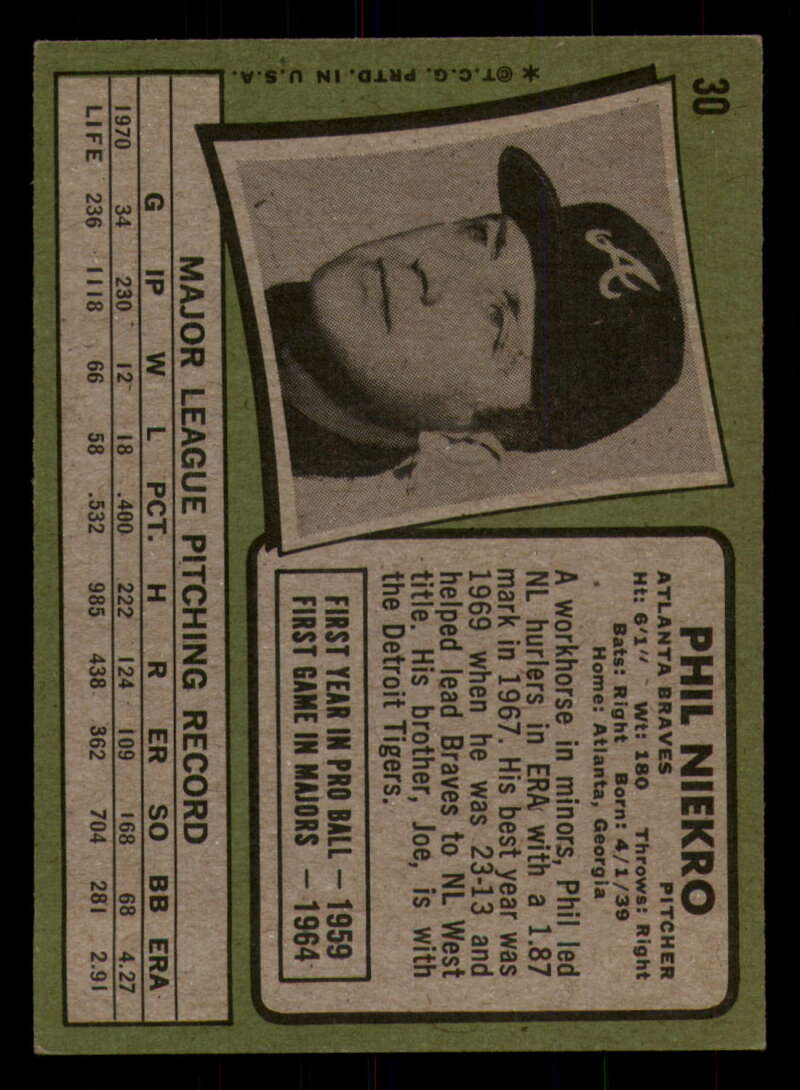 30
✶ ©T.C.G. PRTD. IN U.S.A.
A
PHIL NIEKRO
ATLANTA BRAVES PITCHER
Ht: 6'1" Wt: 180 Throws: Right
Bats: Right Born: 4/1/39
Home: Atlanta, Georgia
A workhorse in minors, Phil led
NL hurlers in ERA with a 1.87
mark in 1967. His best year was
1969 when he was 23-13 and
helped lead Braves to NL West
title. His brother, Joe, is with
the Detroit Tigers.
FIRST YEAR IN PRO BALL — 1959
FIRST GAME IN MAJORS — 1964
MAJOR LEAGUE PITCHING RECORD
G IP W L PCT. H R ER SO BB ERA
1970 34 230 12 18 .400 222 124 109 168 68 4.27
LIFE 236 1118 66 58 .532 985 438 362 704 281 2.91